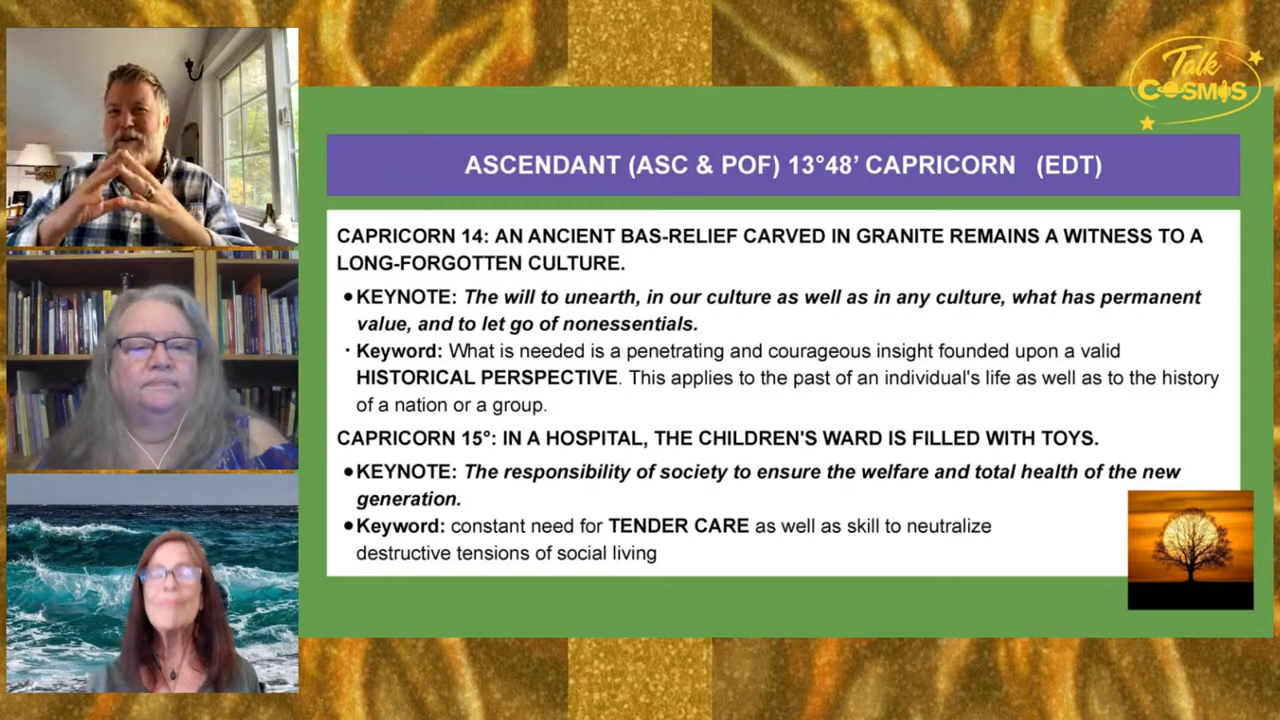 Talk
COSMOS
ASCENDANT (ASC & POF) 13°48’ CAPRICORN (EDT)
CAPRICORN 14: AN ANCIENT BAS-RELIEF CARVED IN GRANITE REMAINS A WITNESS TO A
LONG-FORGOTTEN CULTURE.
●KEYNOTE: The will to unearth, in our culture as well as in any culture, what has permanent
value, and to let go of nonessentials.
· Keyword: What is needed is a penetrating and courageous insight founded upon a valid
HISTORICAL PERSPECTIVE. This applies to the past of an individual's life as well as to the history
of a nation or a group.
CAPRICORN 15°: IN A HOSPITAL, THE CHILDREN'S WARD IS FILLED WITH TOYS.
●KEYNOTE: The responsibility of society to ensure the welfare and total health of the new
generation.
●Keyword: constant need for TENDER CARE as well as skill to neutralize
destructive tensions of social living